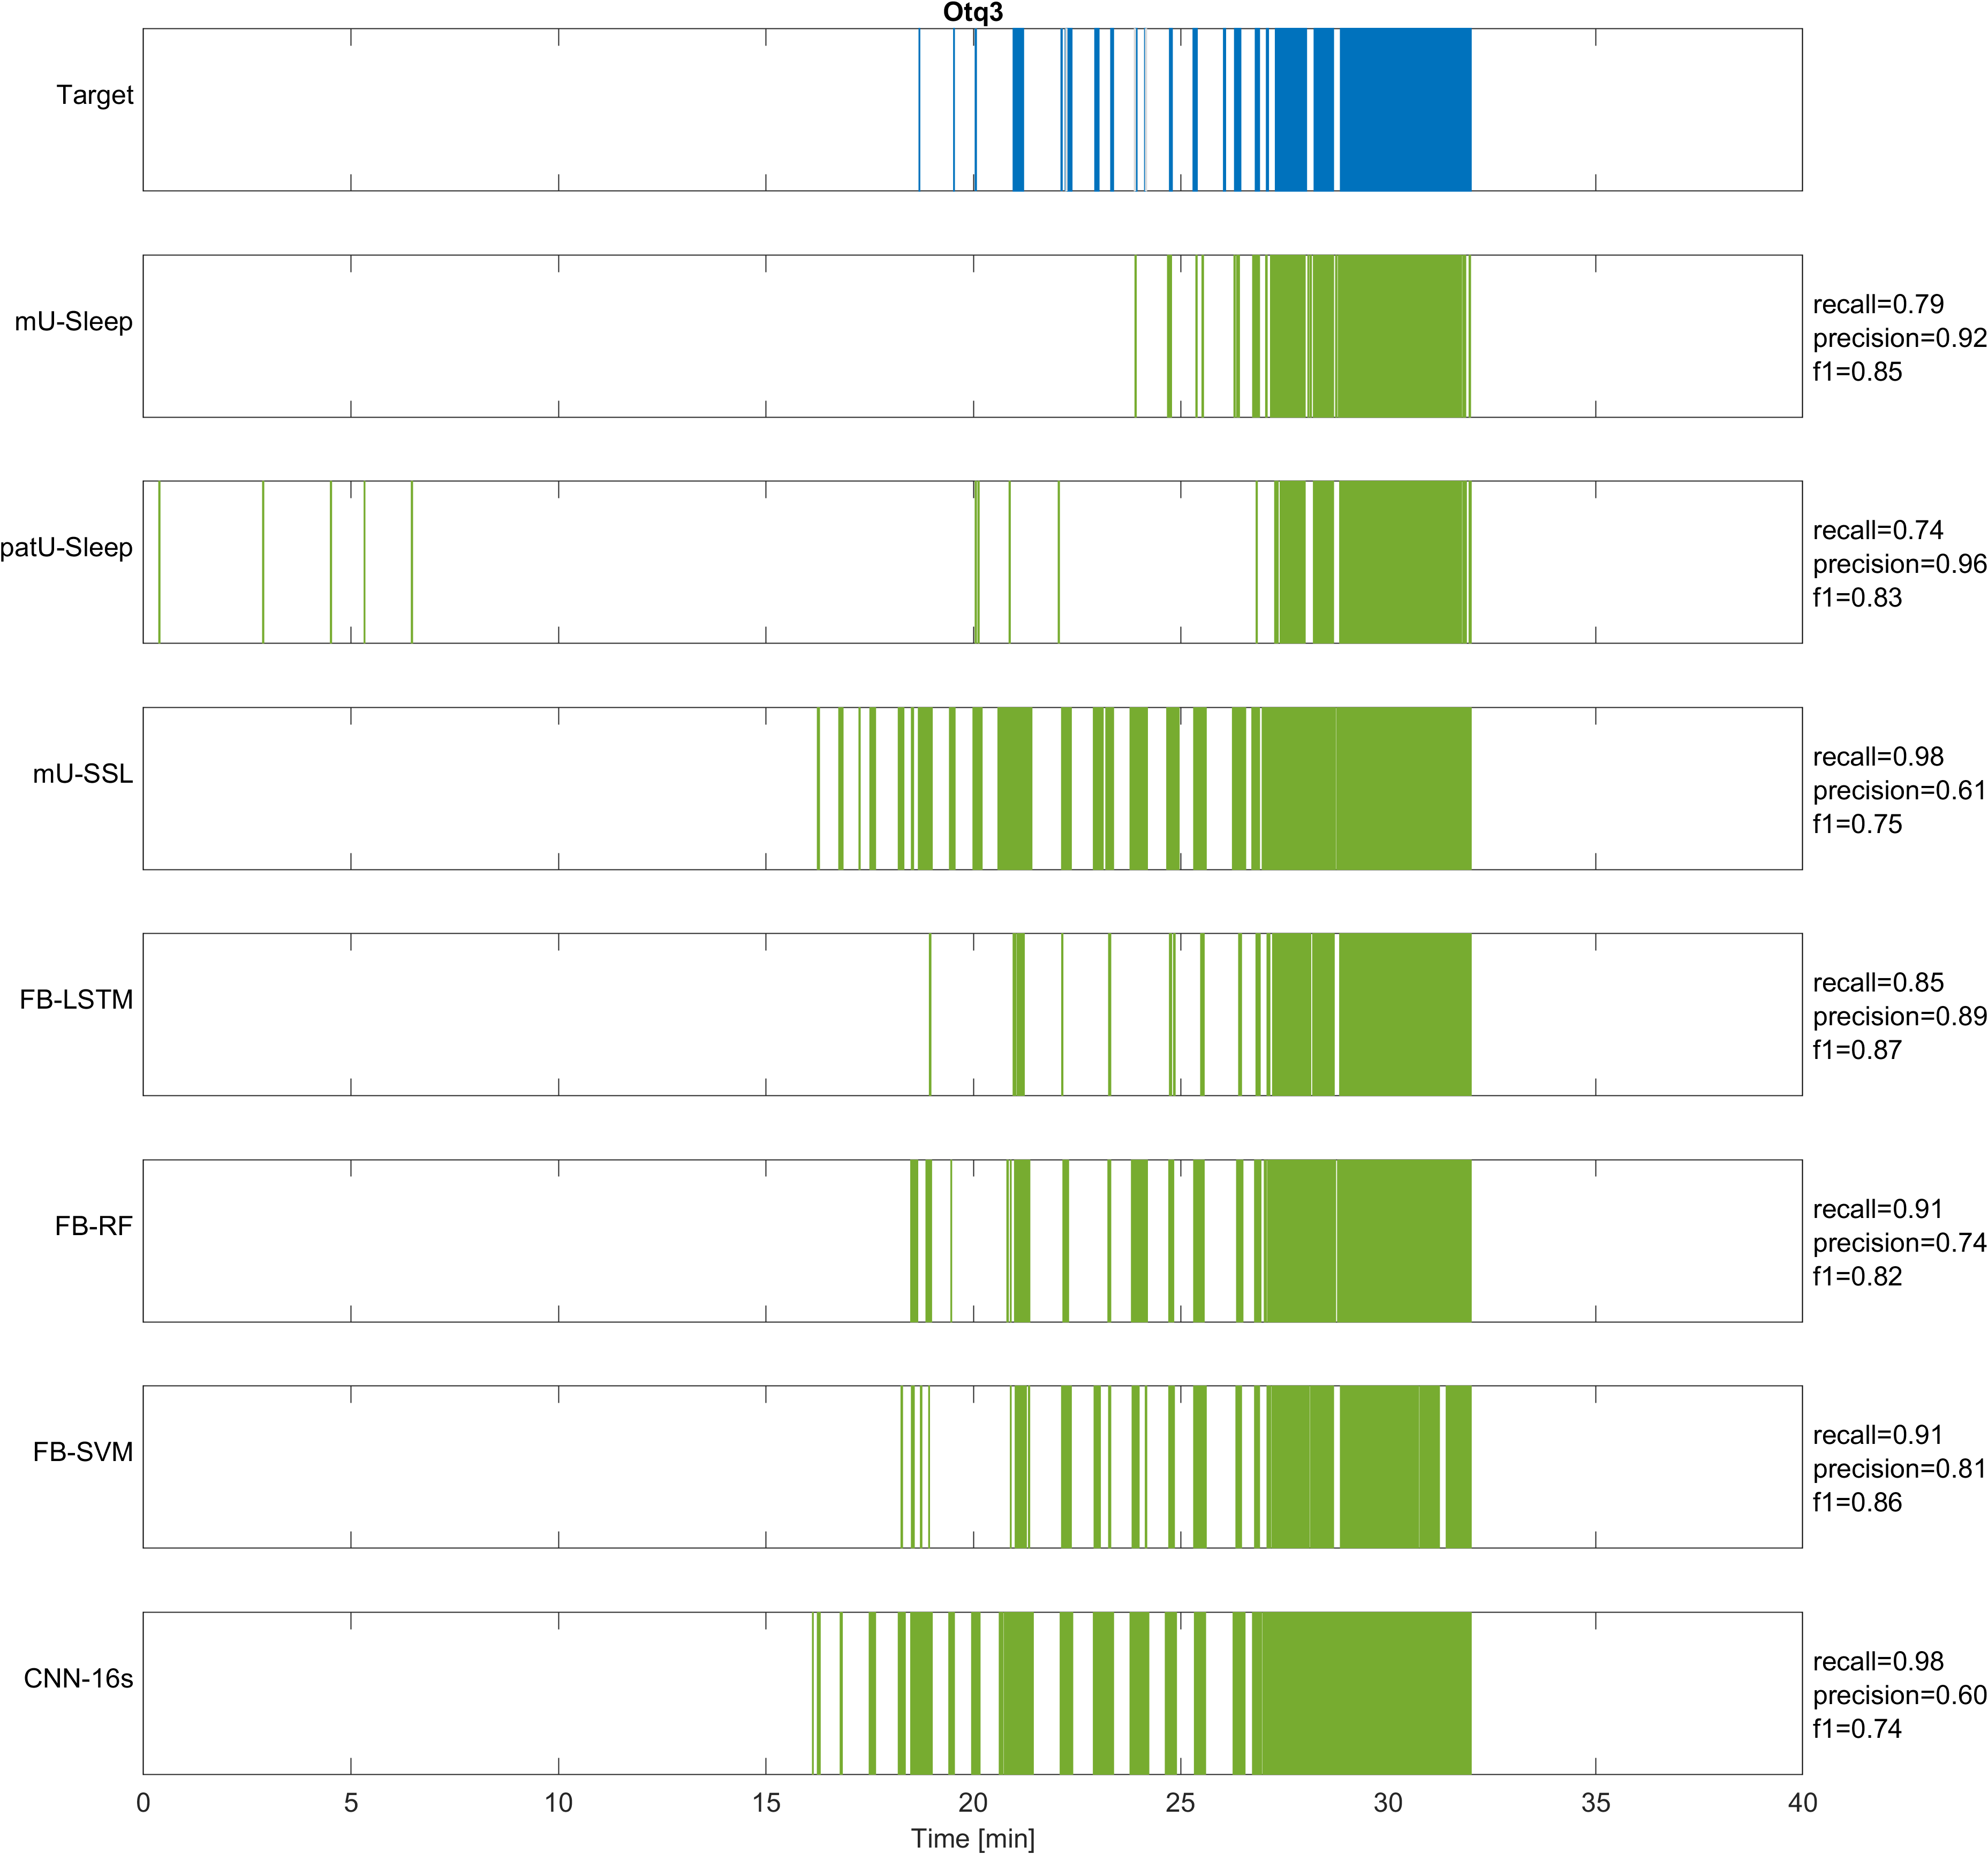 Otq3
Target
mU-Sleep
recall=0.79
precision=0.92
f1=0.85
patU-Sleep
recall=0.74
precision=0.96
f1=0.83
mU-SSL
recall=0.98
precision=0.61
f1=0.75
FB-LSTM
recall=0.85
precision=0.89
f1=0.87
FB-RF
recall=0.91
precision=0.74
f1=0.82
FB-SVM
recall=0.91
precision=0.81
f1=0.86
CNN-16s
recall=0.98
precision=0.60
f1=0.74
0 5 10 15 20 25 30 35 40
Time [min]